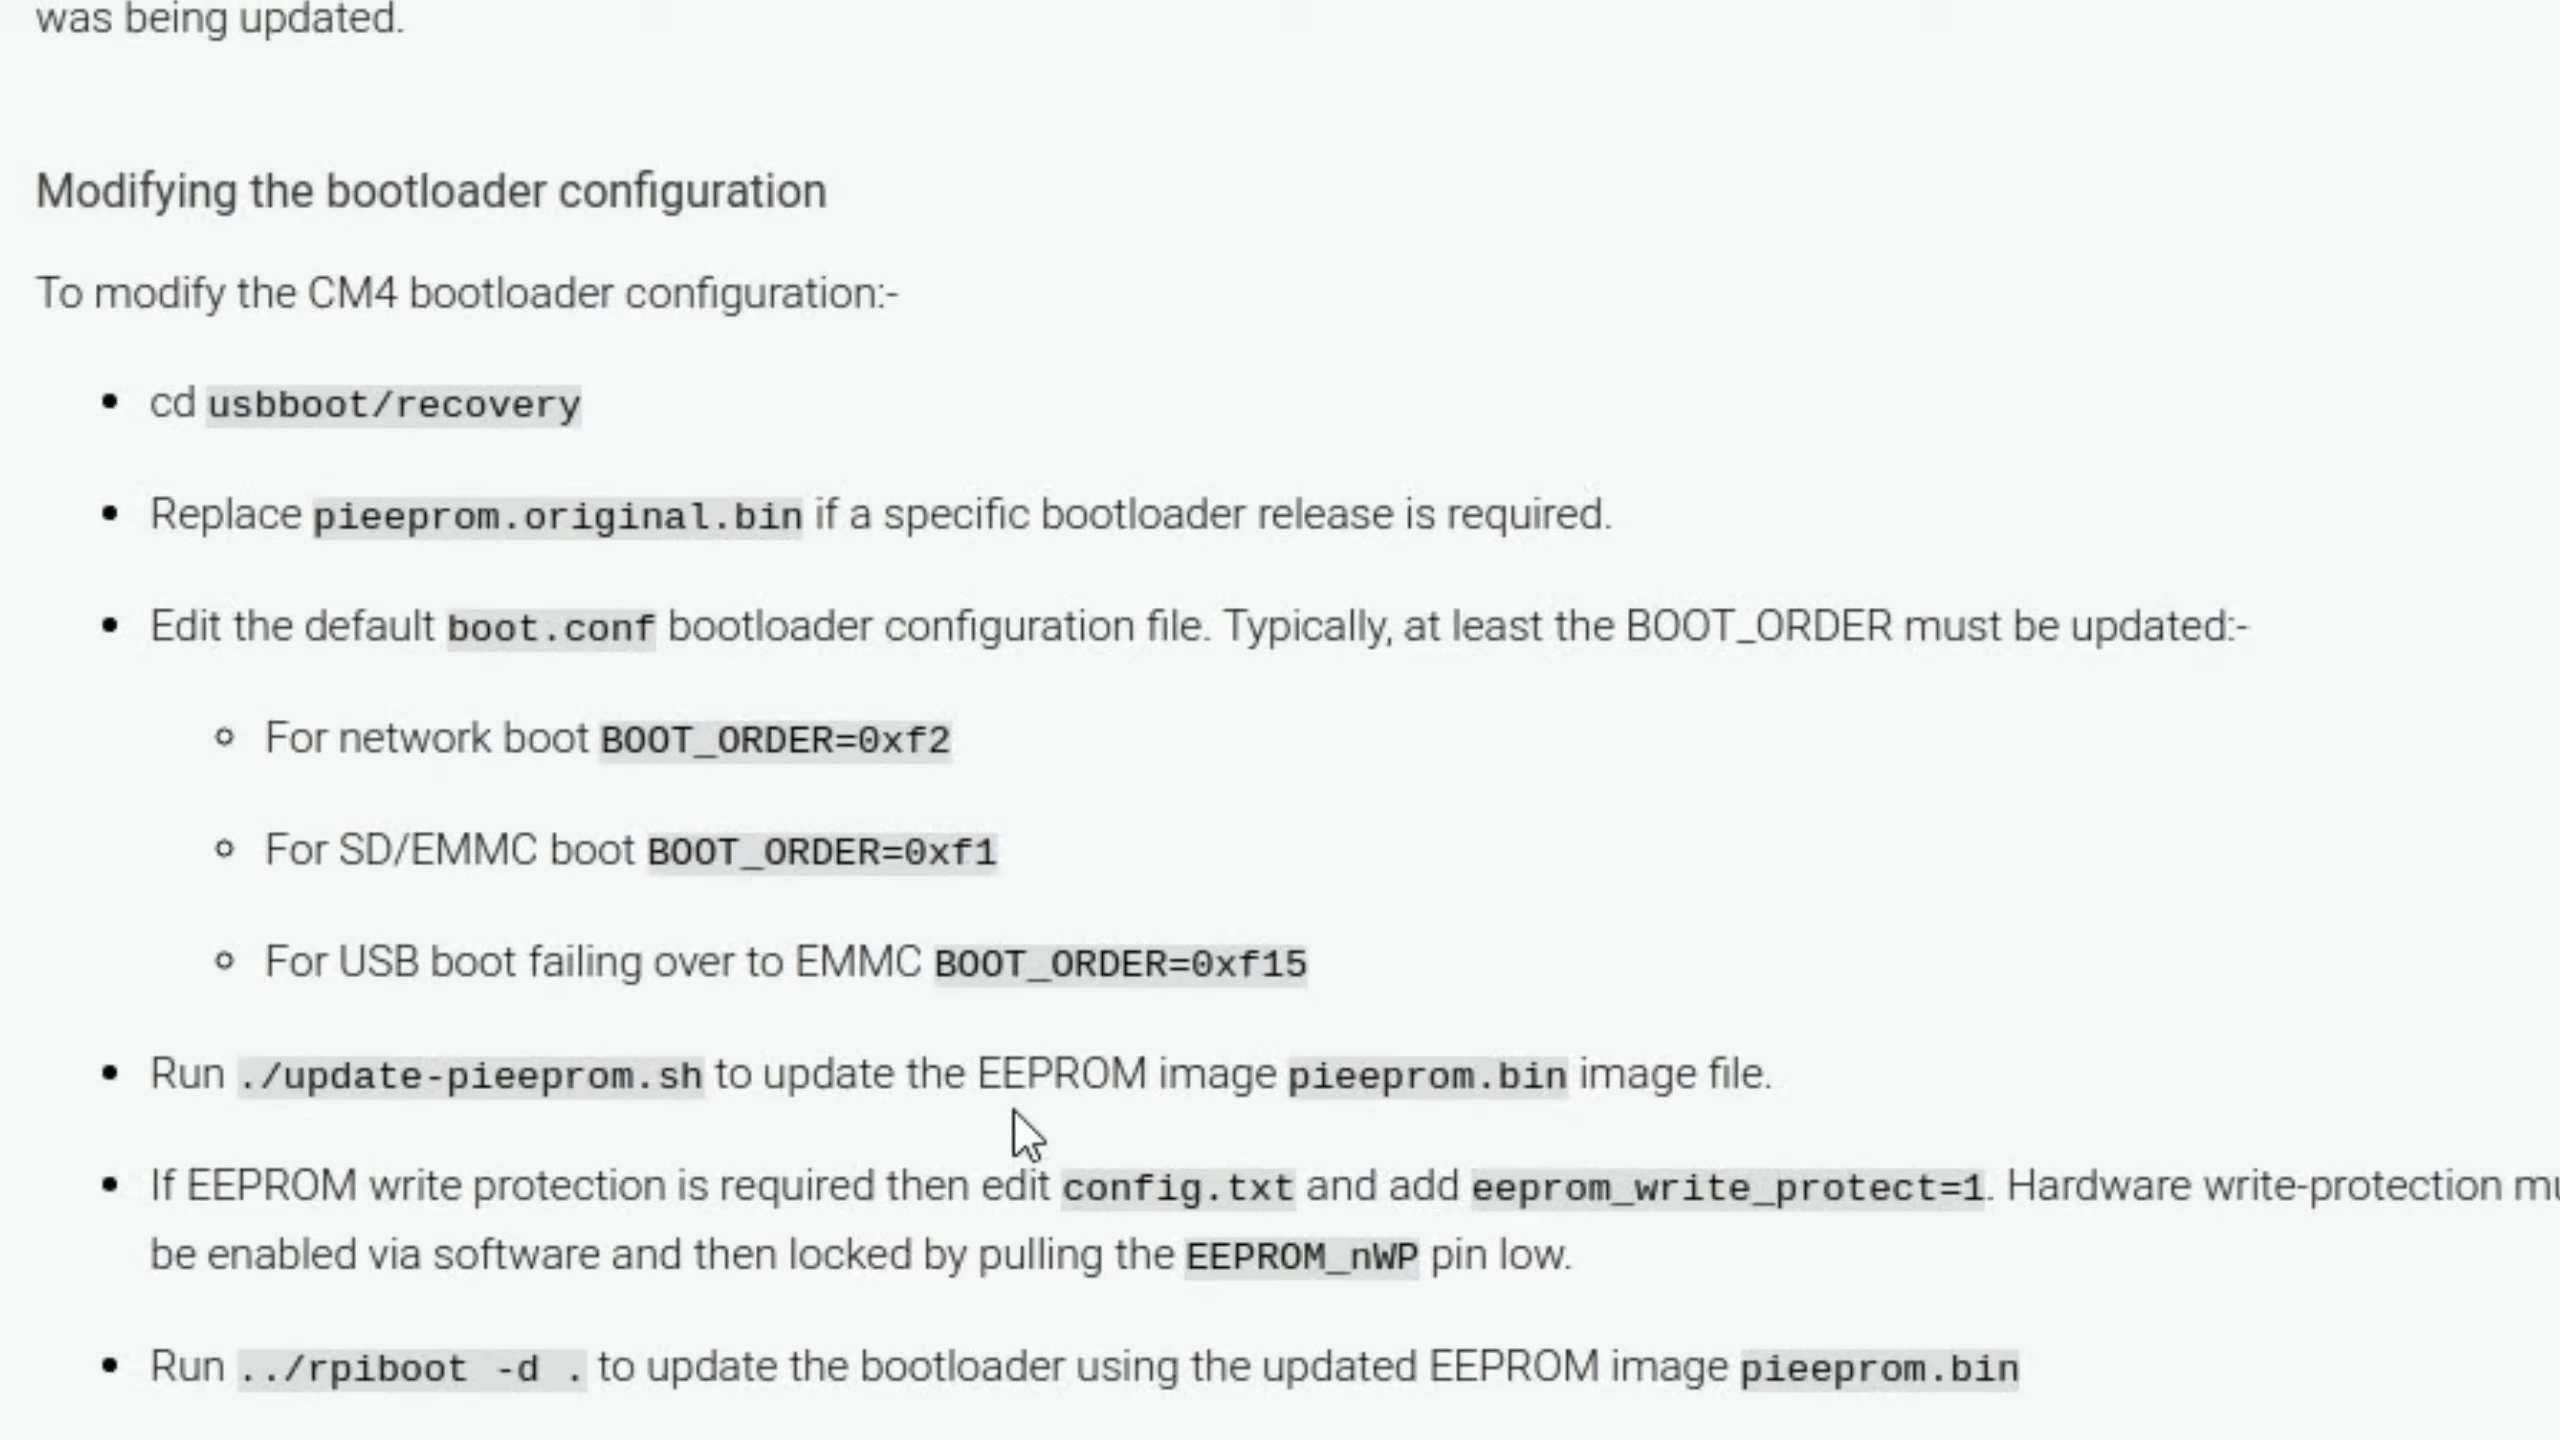 was being updated.
Modifying the bootloader configuration
To modify the CM4 bootloader configuration:-
cd usbboot/recovery
Replace pieeprom.original.bin if a specific bootloader release is required.
Edit the default boot.conf bootloader configuration file. Typically, at least the BOOT_ORDER must be updated:-
For network boot BOOT_ORDER=0xf2
For SD/EMMC boot BOOT_ORDER=0xf1
For USB boot failing over to EMMC BOOT_ORDER=0xf15
Run ./update-pieeprom.sh to update the EEPROM image pieeprom.bin image file.
If EEPROM write protection is required then edit config.txt and add eeprom_write_protect=1. Hardware write-protection
be enabled via software and then locked by pulling the EEPROM_nWP pin low.
Run ../rpiboot -d . to update the bootloader using the updated EEPROM image pieeprom.bin